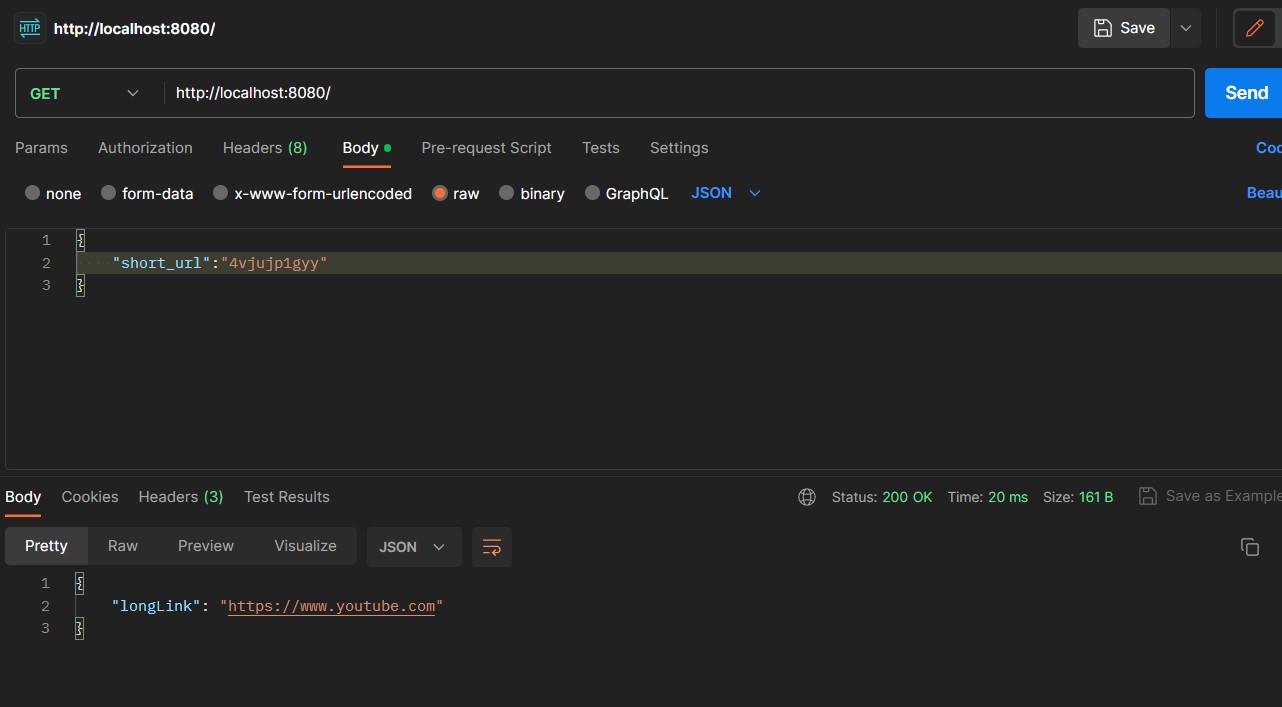 HTTP http://localhost:8080/ Save
GET http://localhost:8080/ Send
Params Authorization Headers (8) Body Pre-request Script Tests Settings Coo
none form-data x-www-form-urlencoded raw binary GraphQL JSON Beau
1 {
2 "short_url":"4vjujp1gyy"
3 }
Body Cookies Headers (3) Test Results Status: 200 OK Time: 20 ms Size: 161 B Save as Example
Pretty Raw Preview Visualize JSON
1 {
2 "longLink": "https://www.youtube.com"
3 }